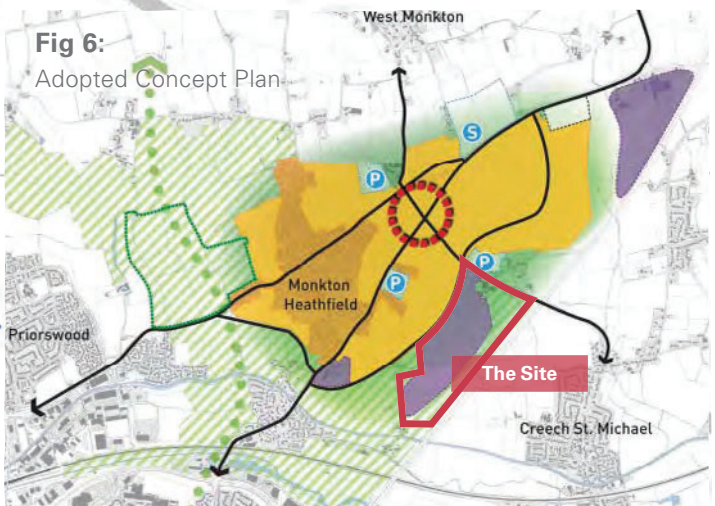 Fig 6:
Adopted Concept Plan
West Monkton
S
P
P
P
Monkton
Heathfield
Priorswood
The Site
Creech St. Michael